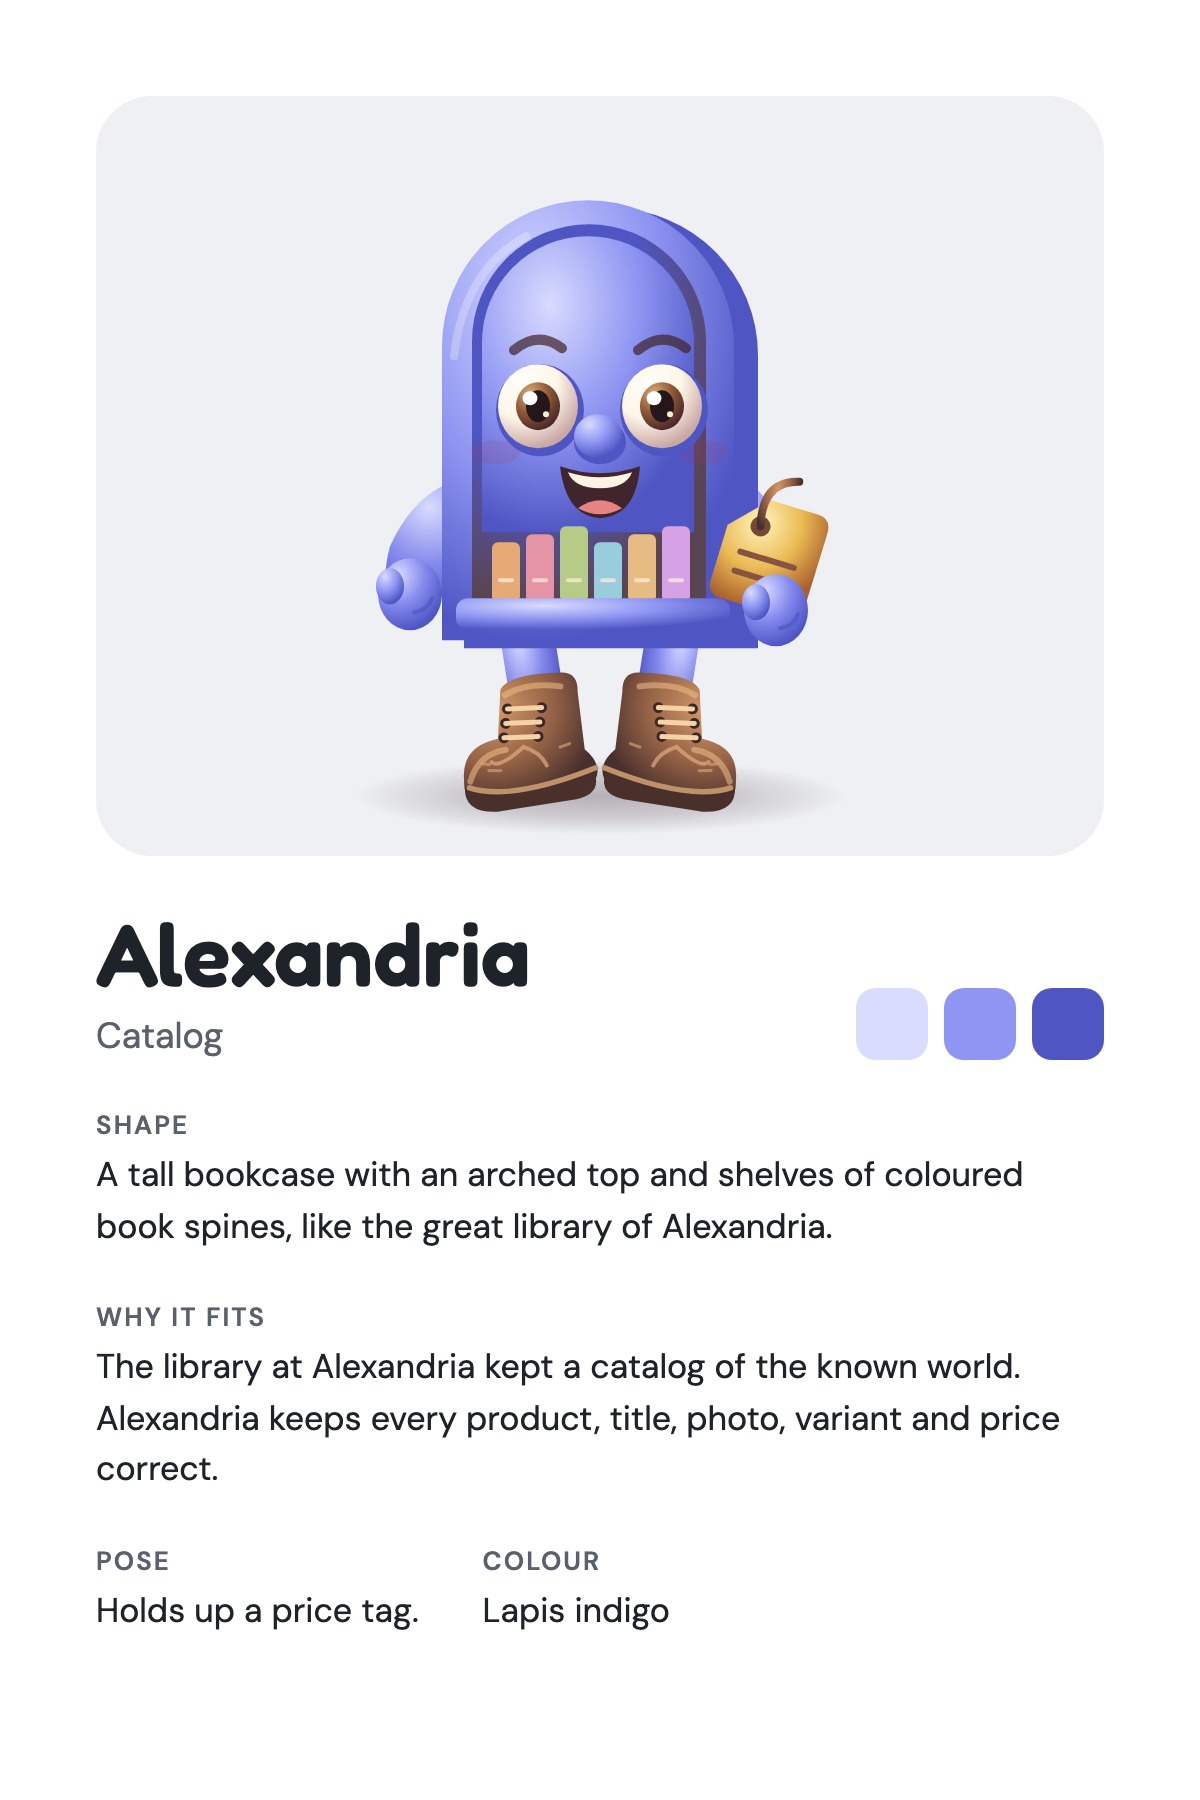 Alexandria
Catalog
SHAPE
A tall bookcase with an arched top and shelves of coloured
book spines, like the great library of Alexandria.
WHY IT FITS
The library at Alexandria kept a catalog of the known world.
Alexandria keeps every product, title, photo, variant and price
correct.
POSE
Holds up a price tag.
COLOUR
Lapis indigo